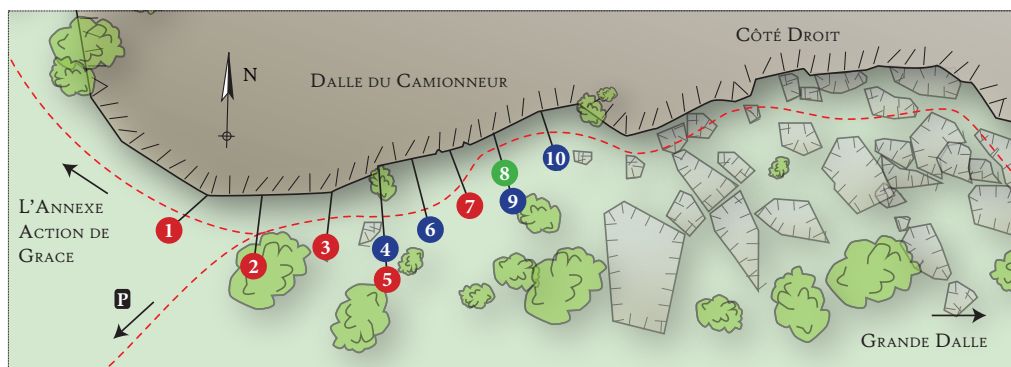 Côté Droit
Dalle du Camionneur
N
L'Annexe
Action de
Grace
P
1
2
3
4
5
6
7
8
9
10
Grande Dalle